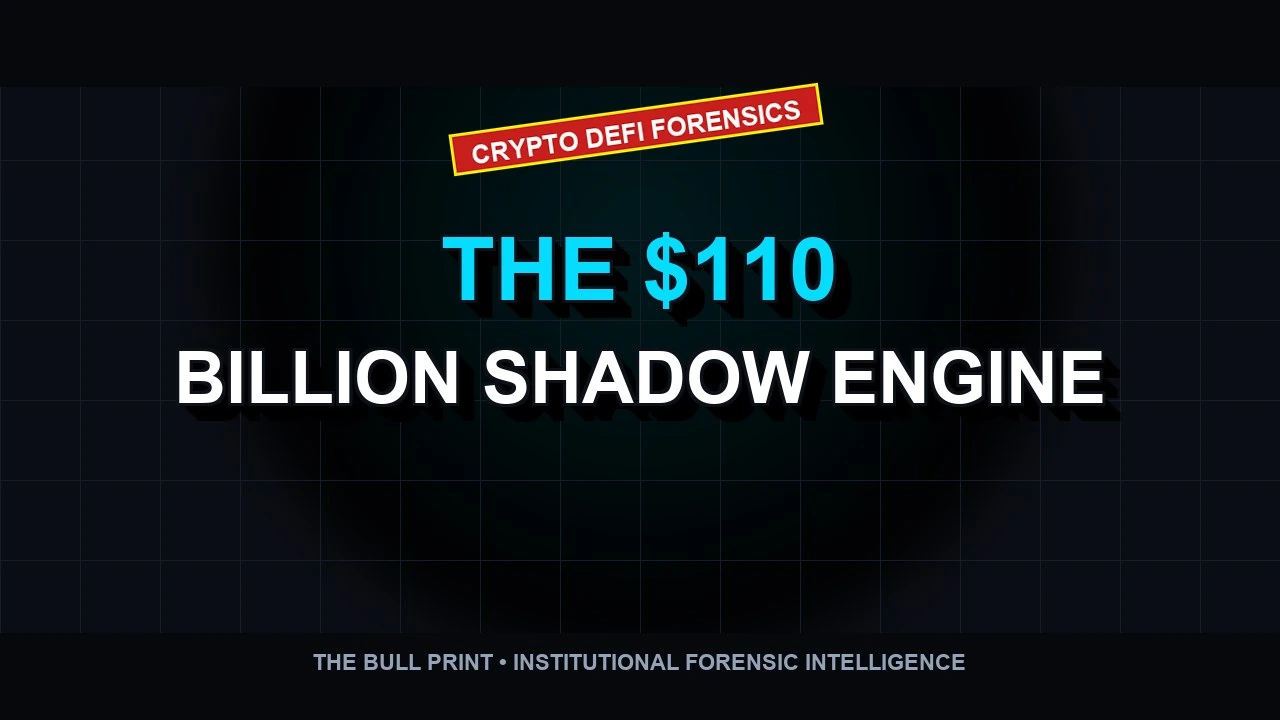 CRYPTO DEFI FORENSICS
THE $110
BILLION SHADOW ENGINE
THE BULL PRINT • INSTITUTIONAL FORENSIC INTELLIGENCE